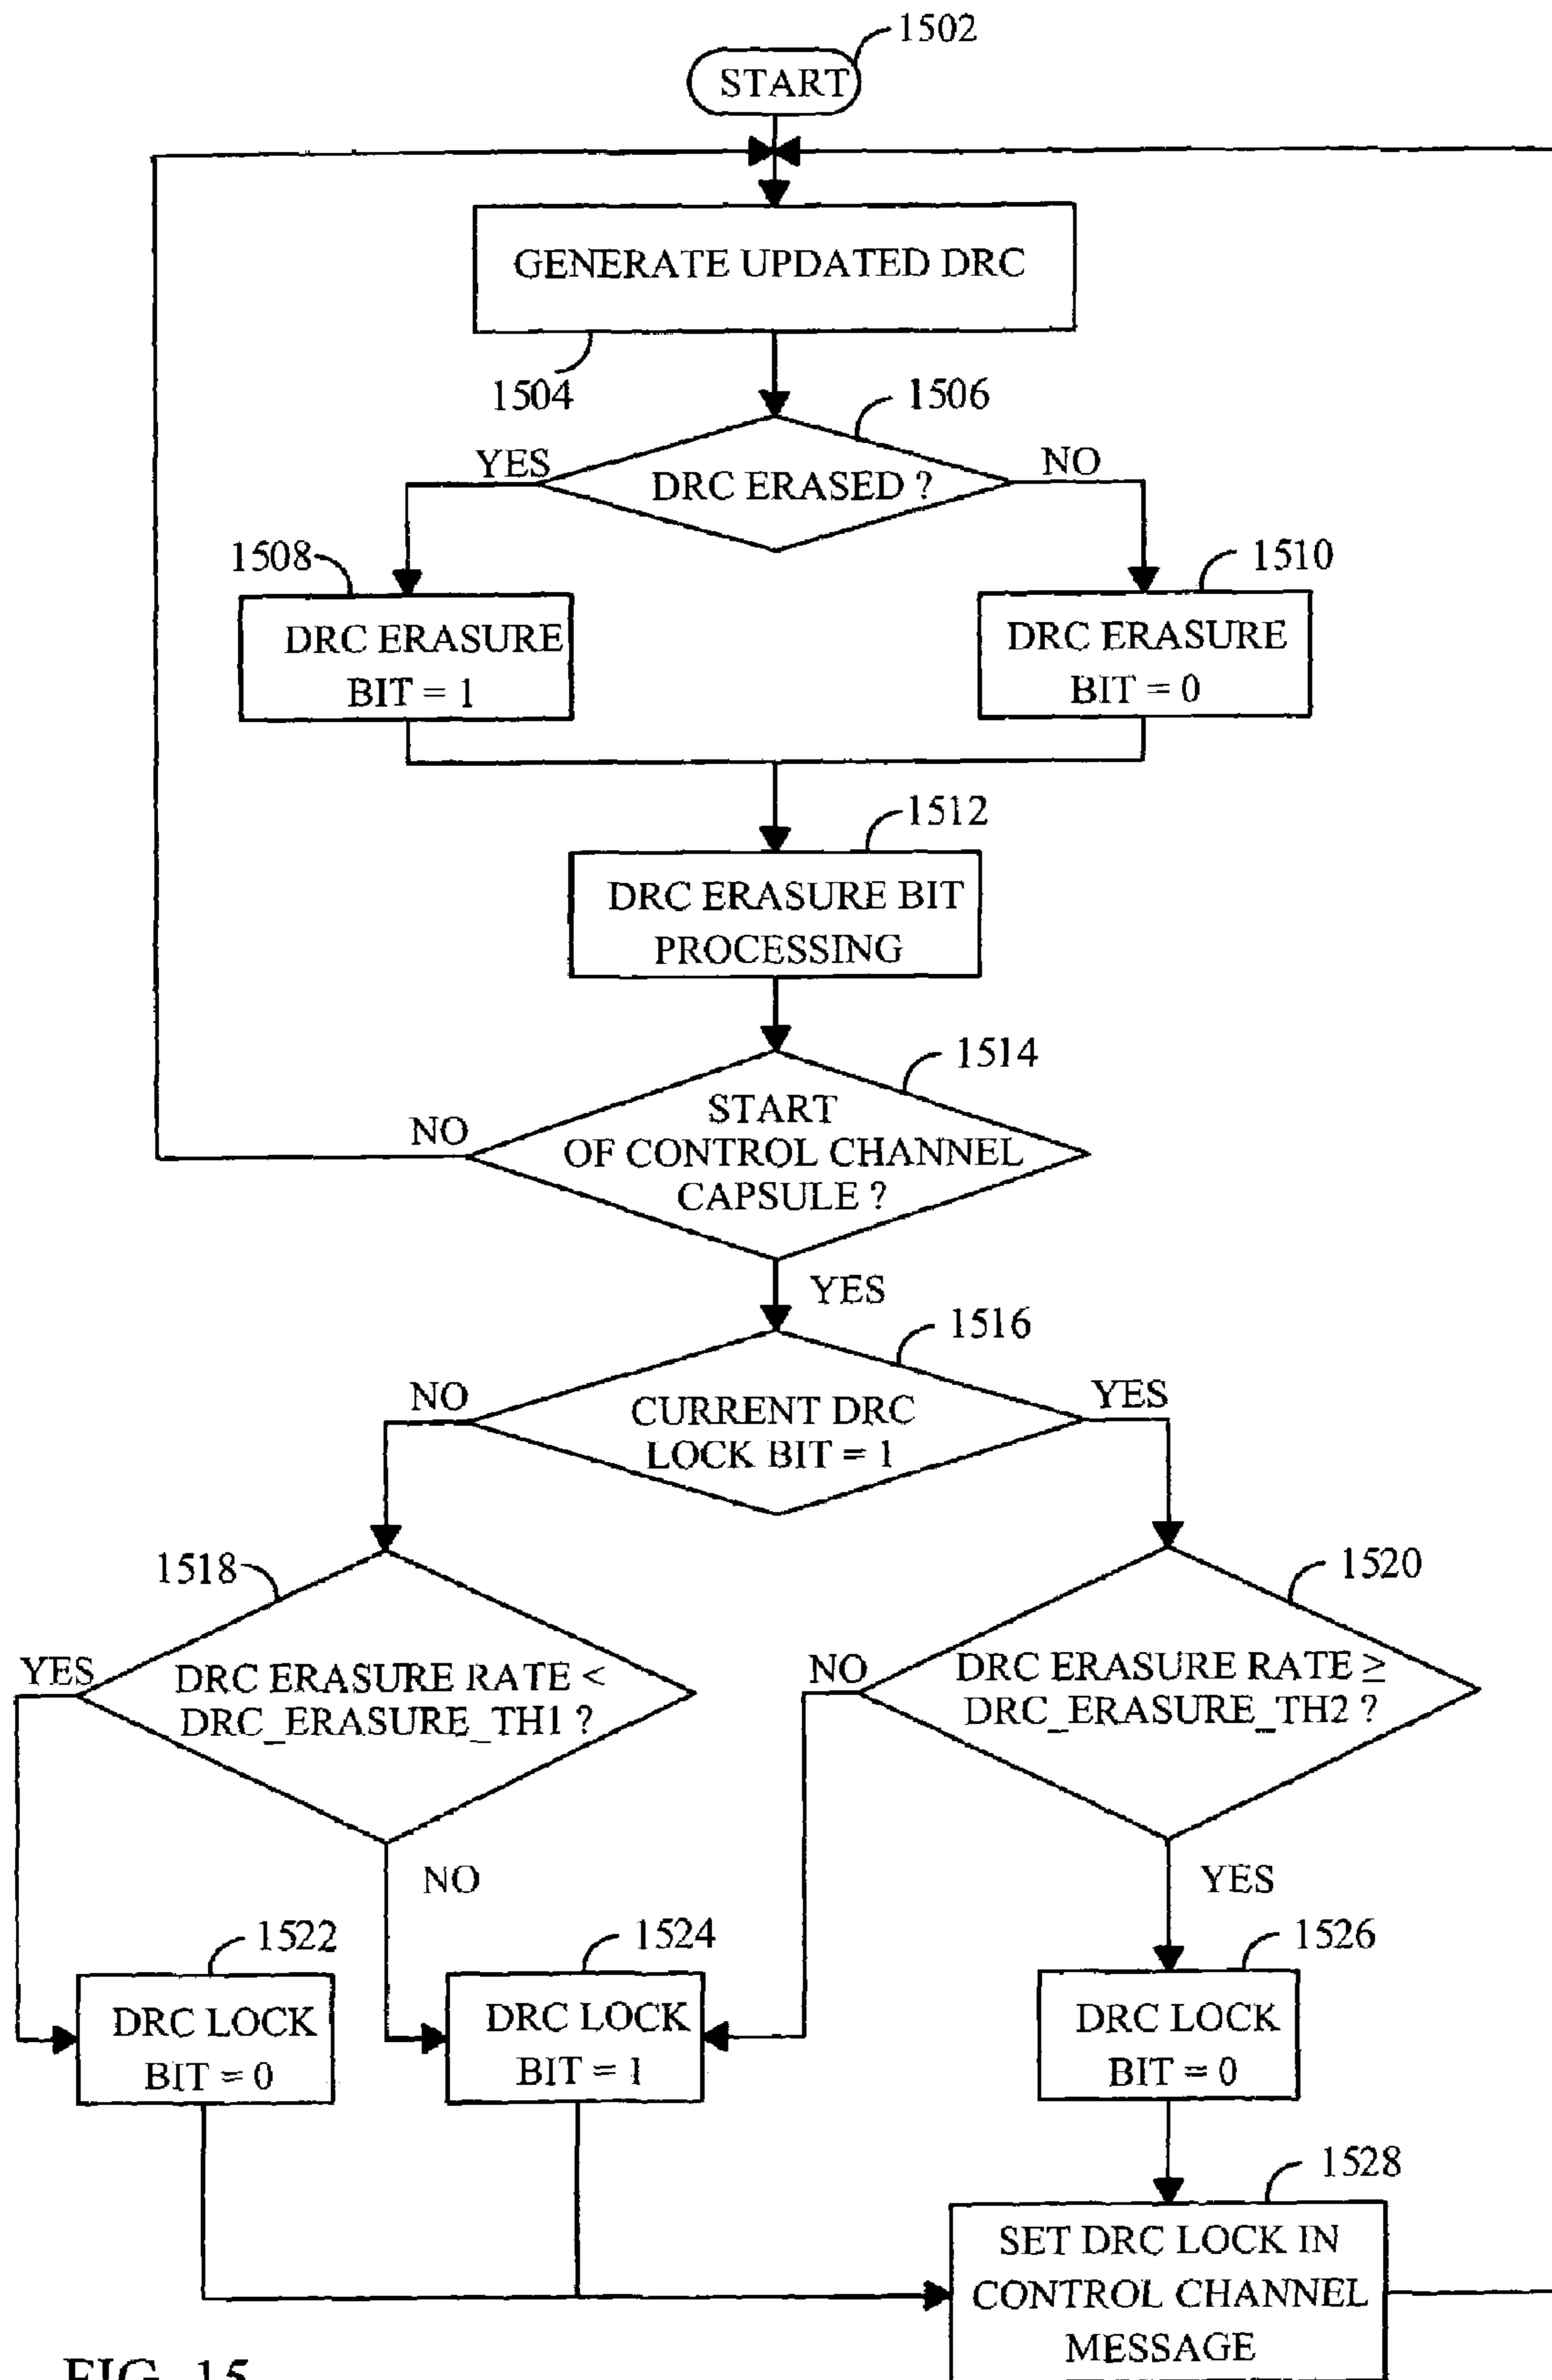 1502
START
GENERATE UPDATED DRC
1504
1506
YES
NO
DRC ERASED ?
1508
1510
DRC ERASURE
BIT = 1
DRC ERASURE
BIT = 0
1512
DRC ERASURE BIT
PROCESSING
1514
START
OF CONTROL CHANNEL
CAPSULE ?
NO
YES
1516
NO
YES
CURRENT DRC
LOCK BIT = 1
1518
1520
YES
DRC ERASURE RATE <
DRC_ERASURE_TH1 ?
NO
DRC ERASURE RATE ≥
DRC_ERASURE_TH2 ?
NO
YES
1522
1524
1526
DRC LOCK
BIT = 0
DRC LOCK
BIT = 1
DRC LOCK
BIT = 0
1528
SET DRC LOCK IN
CONTROL CHANNEL
MESSAGE
FIG. 15